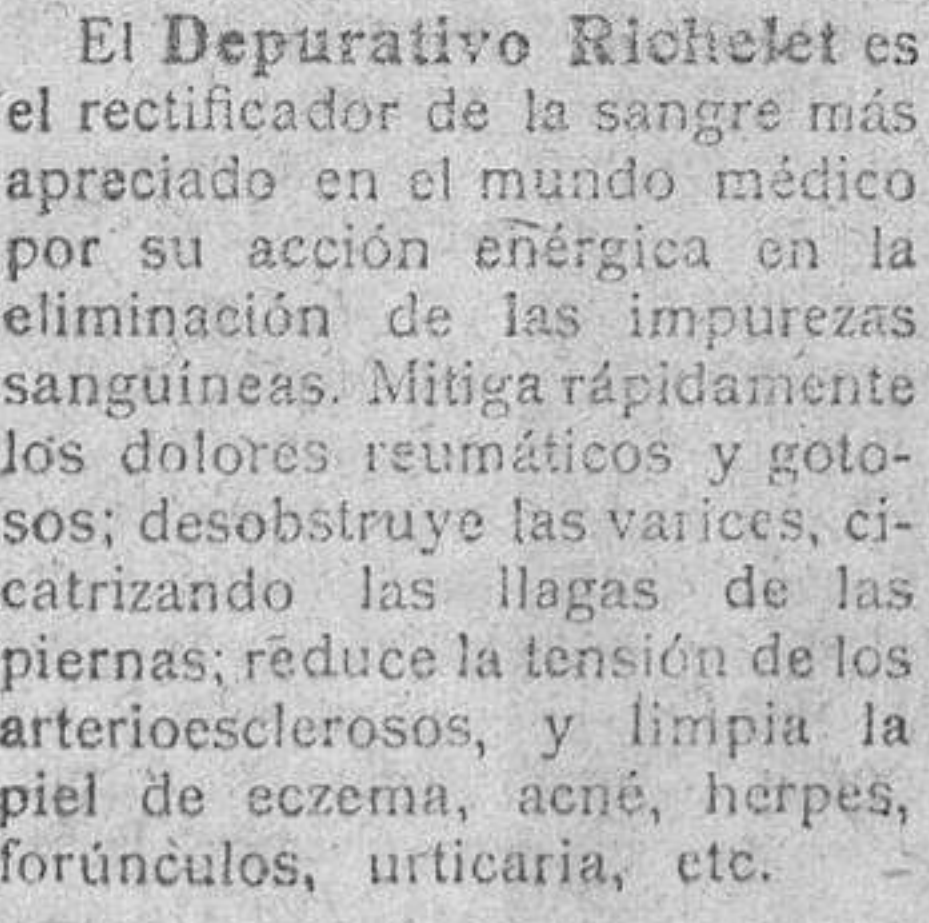 El Depurativo Richelet es
el rectificador de la sangre más
apreciado en el mundo médico
por su acción enérgica en la
eliminación de las impurezas
sanguíneas. Mitiga rápidamente
los dolores reumáticos y goto-
sos; desobstruye las varices, ci-
catrizando las llagas de las
piernas; reduce la tensión de los
arterioesclerosos, y limpia la
piel de eczema, acné, herpes,
forúnculos, urticaria, etc. –